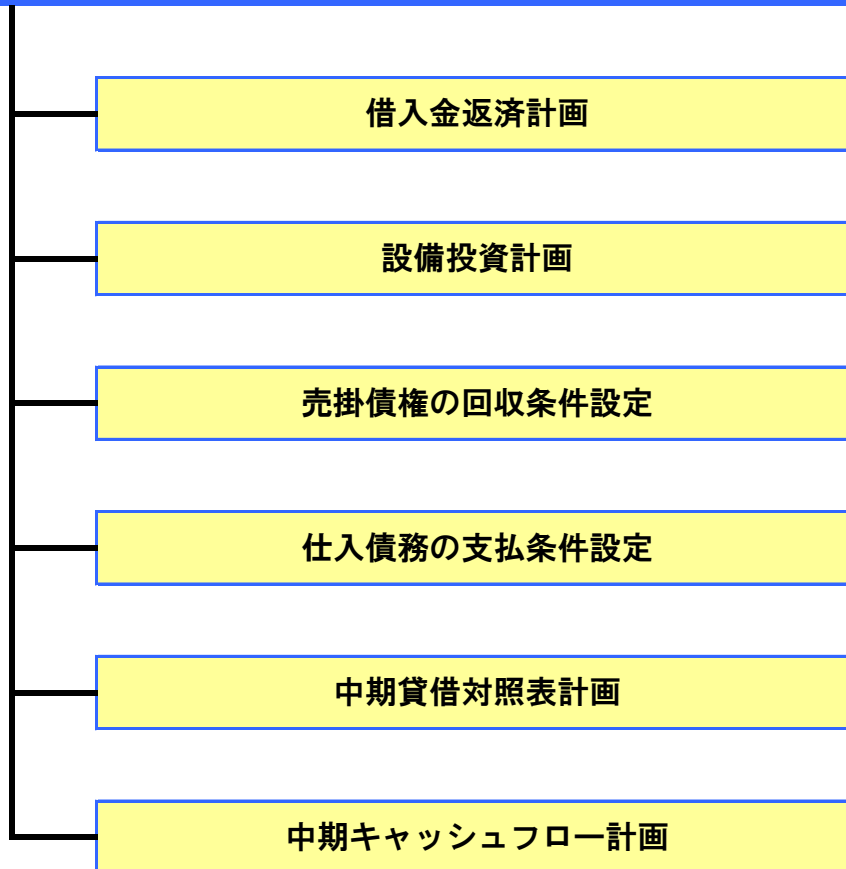 借入金返済計画
設備投資計画
売掛債権の回収条件設定
仕入債務の支払条件設定
中期貸借対照表計画
中期キャッシュフロー計画